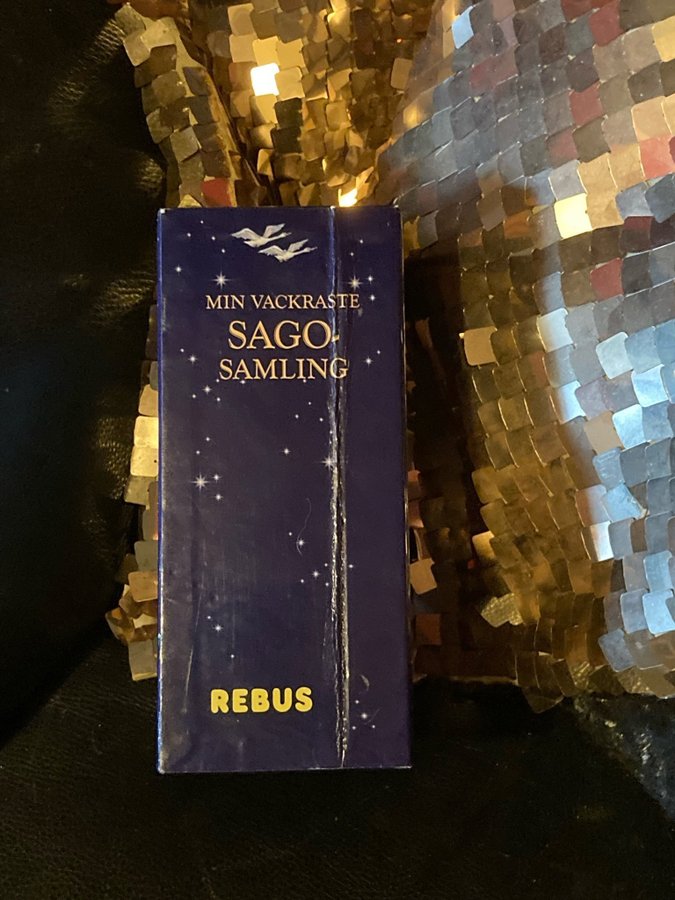 MIN VACKRASTE
SAGO-
SAMLING
REBUS